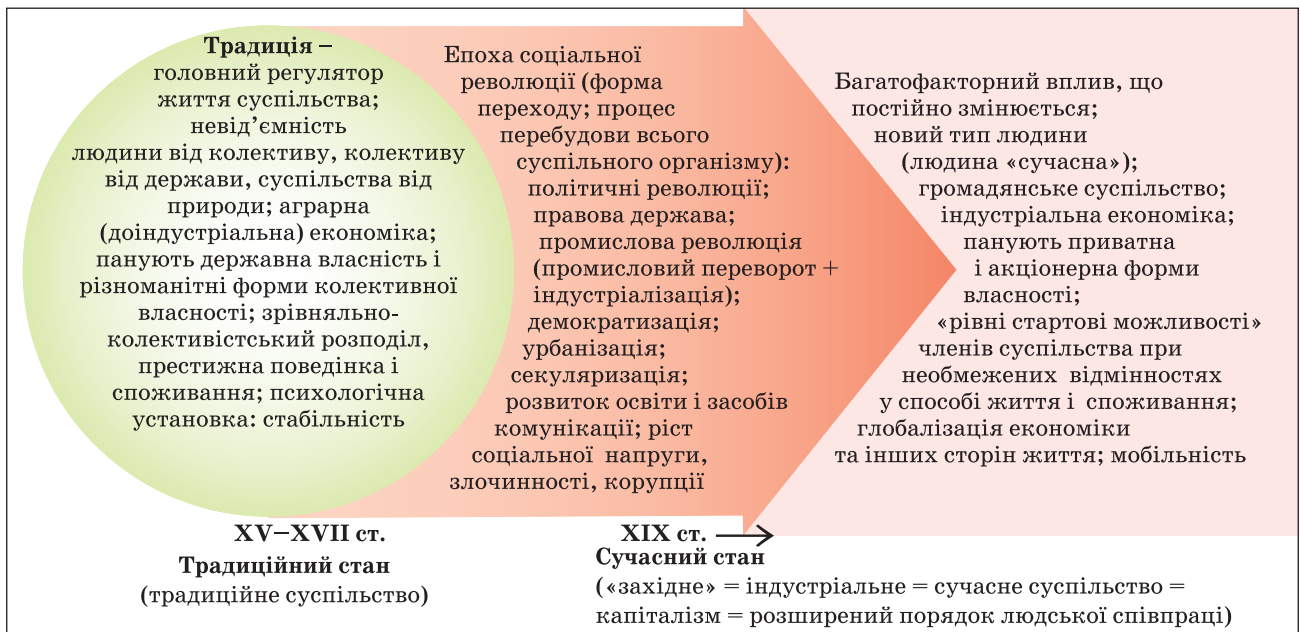 Традиція –
головний регулятор
життя суспільства;
невід’ємність
людини від колективу, колективу
від держави, суспільства від
природи; аграрна
(доіндустріальна) економіка;
панують державна власність і
різноманітні форми колективної
власності; зрівняльно-
колективістський розподіл,
престижна поведінка і
споживання; психологічна
установка: стабільність
Епоха соціальної
революції (форма
переходу; процес
перебудови всього
суспільного організму):
політичні революції;
правова держава;
промислова революція
(промисловий переворот +
індустріалізація);
демократизація;
урбанізація;
секуляризація;
розвиток освіти і засобів
комунікації; ріст
соціальної напруги,
злочинності, корупції
Багатофакторний вплив, що
постійно змінюється;
новий тип людини
(людина «сучасна»);
громадянське суспільство;
індустріальна економіка;
панують приватна
і акціонерна форми
власності;
«рівні стартові можливості»
членів суспільства при
необмежених відмінностях
у способі життя і споживання;
глобалізація економіки
та інших сторін життя; мобільність
XV–XVII ст.
Традиційний стан
(традиційне суспільство)
XIX ст.
Сучасний стан
(«західне» = індустріальне = сучасне суспільство =
капіталізм = розширений порядок людської співпраці)